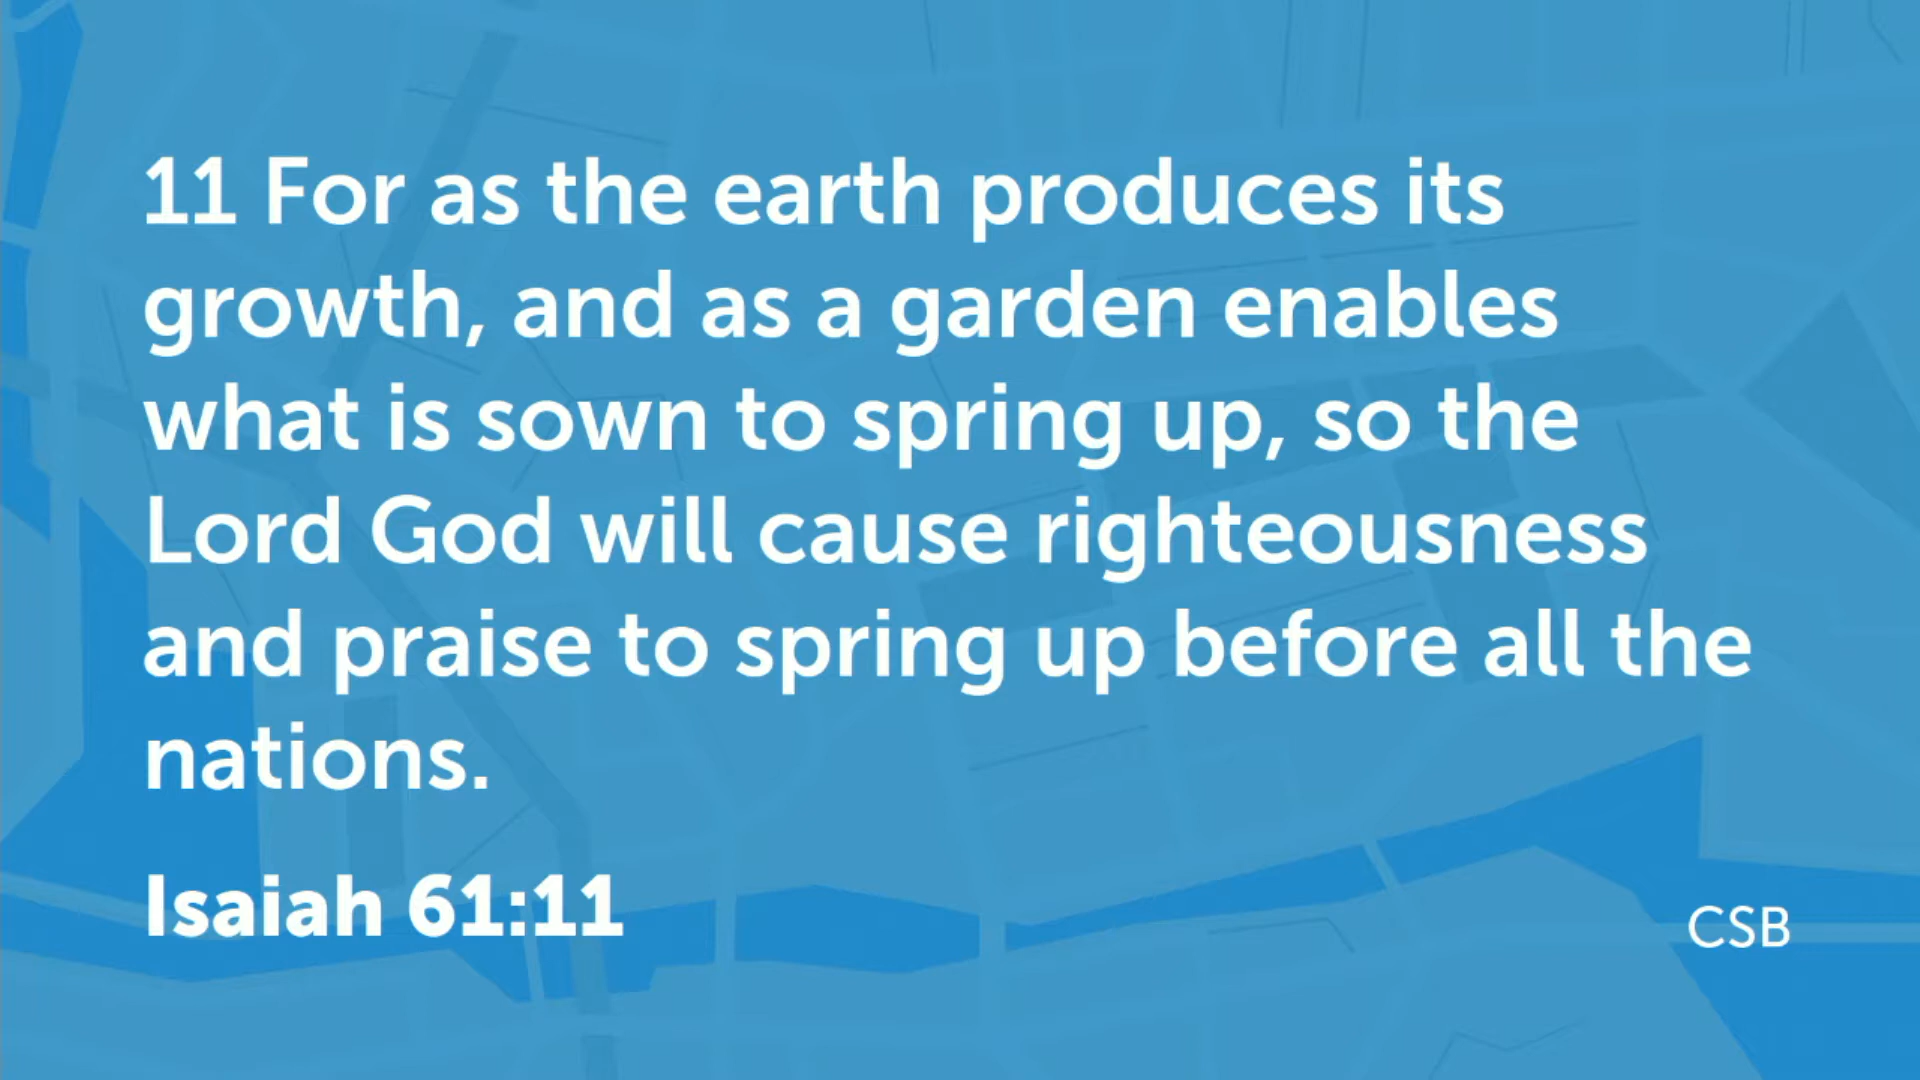 11 For as the earth produces its
growth, and as a garden enables
what is sown to spring up, so the
Lord God will cause righteousness
and praise to spring up before all the
nations.
Isaiah 61:11
CSB